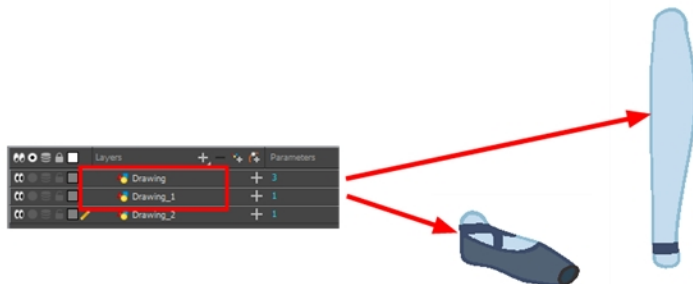 Layers Parameters
Drawing 3
Drawing_1 1
Drawing_2 1